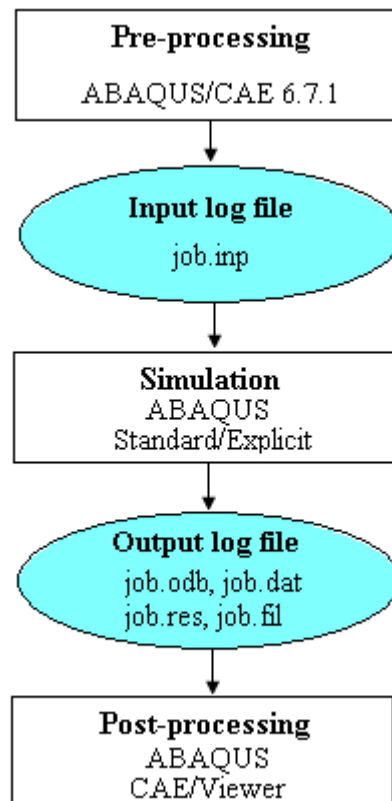 Pre-processing
ABAQUS/CAE 6.7.1
Input log file
job.inp
Simulation
ABAQUS
Standard/Explicit
Output log file
job.odb, job.dat
job.res, job.fil
Post-processing
ABAQUS
CAE/Viewer